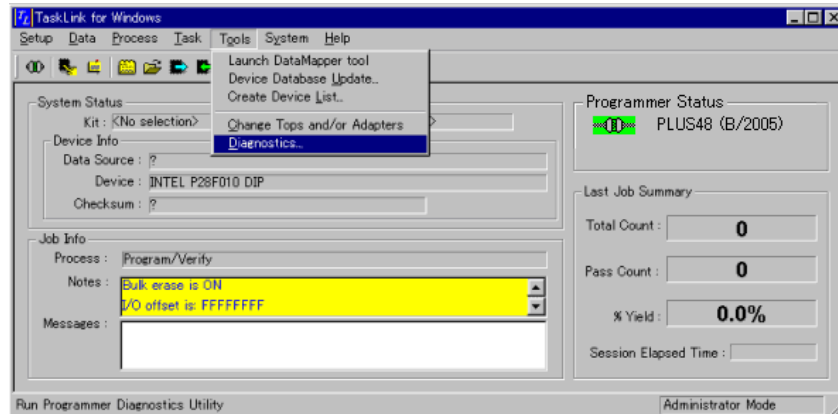 TL TaskLink for Windows
Setup Data Process Task Tools System Help
Launch DataMapper tool
Device Database Update..
Create Device List..
Change Tops and/or Adapters
Diagnostics...
System Status
Kit : <No selection> >
Device Info
Data Source : ?
Device : INTEL P28F010 DIP
Checksum : ?
Job Info
Process : Program/Verify
Notes : Bulk erase is ON
I/O offset is: FFFFFFFF
Messages :
Programmer Status
PLUS48 (B/2005)
Last Job Summary
Total Count : 0
Pass Count : 0
% Yield : 0.0%
Session Elapsed Time :
Run Programmer Diagnostics Utility
Administrator Mode